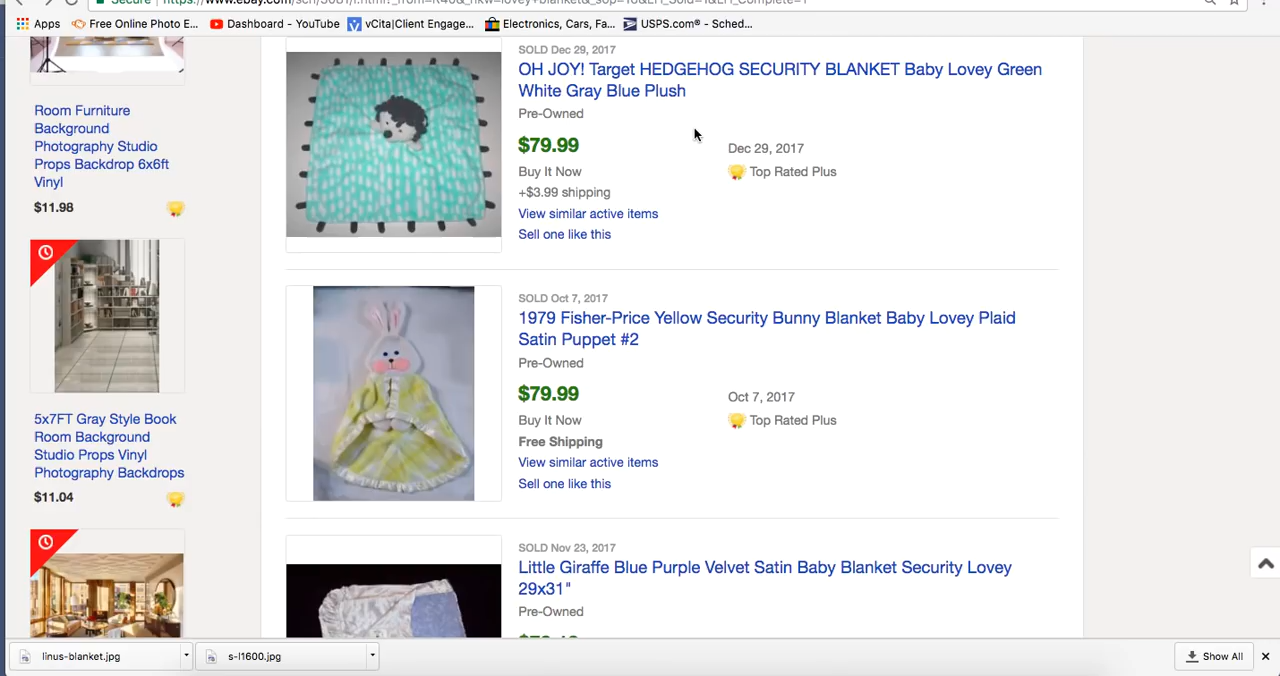 Secure
https://www.ebay.com/sch/
Apps
Free Online Photo E...
Dashboard - YouTube
vCita|Client Engage...
Electronics, Cars, Fa...
USPS.com® - Sched...
Room Furniture
Background
Photography Studio
Props Backdrop 6x6ft
Vinyl
$11.98
5x7FT Gray Style Book
Room Background
Studio Props Vinyl
Photography Backdrops
$11.04
SOLD Dec 29, 2017
OH JOY! Target HEDGEHOG SECURITY BLANKET Baby Lovey Green
White Gray Blue Plush
Pre-Owned
$79.99
Dec 29, 2017
Buy It Now
Top Rated Plus
+$3.99 shipping
View similar active items
Sell one like this
SOLD Oct 7, 2017
1979 Fisher-Price Yellow Security Bunny Blanket Baby Lovey Plaid
Satin Puppet #2
Pre-Owned
$79.99
Oct 7, 2017
Buy It Now
Top Rated Plus
Free Shipping
View similar active items
Sell one like this
SOLD Nov 23, 2017
Little Giraffe Blue Purple Velvet Satin Baby Blanket Security Lovey
29x31"
Pre-Owned
linus-blanket.jpg
s-l1600.jpg
Show All